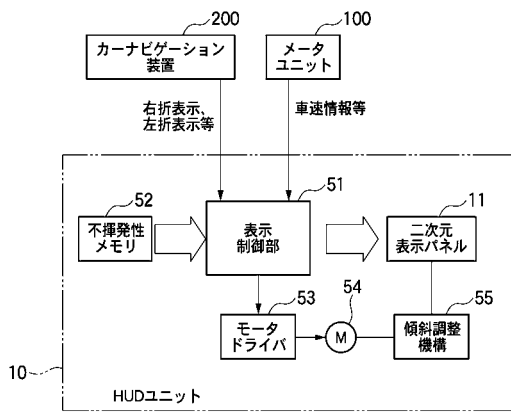 200
100
カーナビゲーション
装置
メータ
ユニット
右折表示、
左折表示等
車速情報等
52
51
11
不揮発性
メモリ
表示
制御部
二次元
表示パネル
53
54
55
モータ
ドライバ
M
傾斜調整
機構
10
HUDユニット